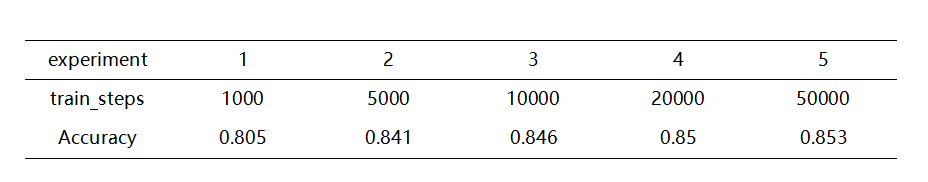 experiment 1 2 3 4 5
train_steps 1000 5000 10000 20000 50000
Accuracy 0.805 0.841 0.846 0.85 0.853